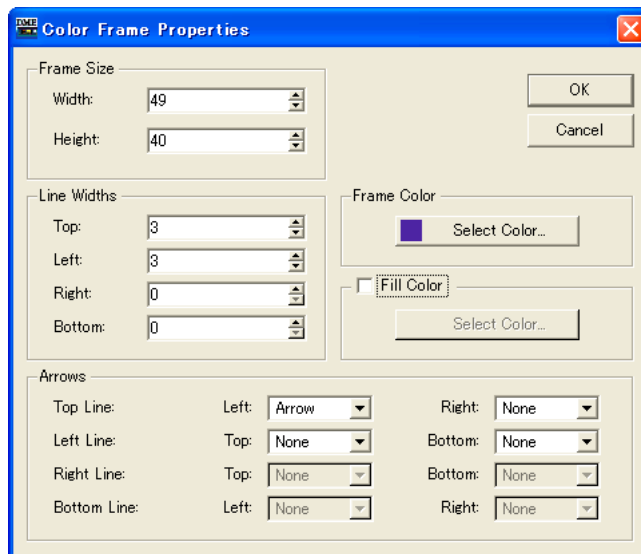 DME
Color Frame Properties
Frame Size
Width: 49
Height: 40
OK
Cancel
Line Widths
Top: 3
Left: 3
Right: 0
Bottom: 0
Frame Color
Select Color...
Fill Color
Select Color...
Arrows
Top Line: Left: Arrow Right: None
Left Line: Top: None Bottom: None
Right Line: Top: None Bottom: None
Bottom Line: Left: None Right: None